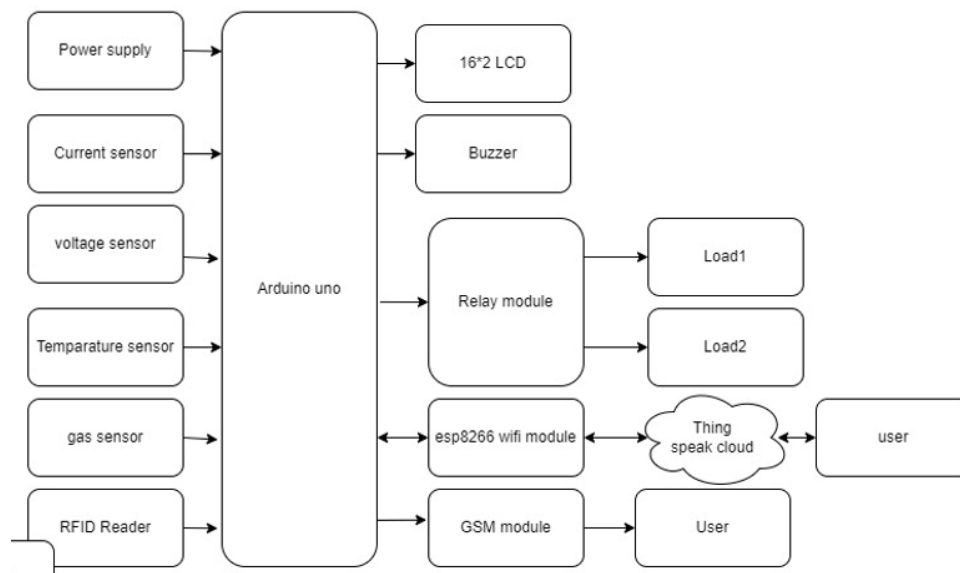 Power supply
Current sensor
voltage sensor
Temparature sensor
gas sensor
RFID Reader
Arduino uno
16*2 LCD
Buzzer
Relay module
esp8266 wifi module
GSM module
Load1
Load2
Thing
speak cloud
User
user